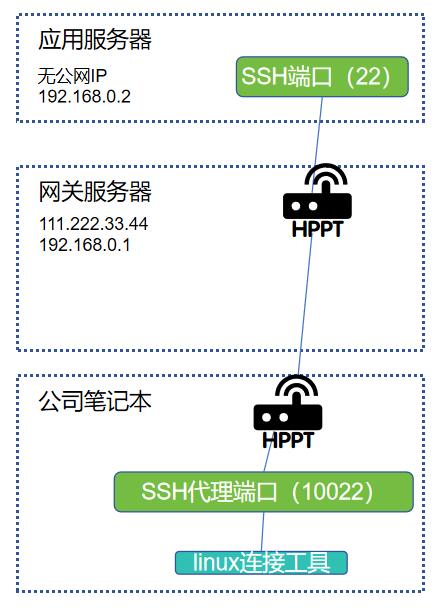 应用服务器
无公网IP
192.168.0.2
SSH端口（22）
网关服务器
111.222.33.44
192.168.0.1
HPPT
公司笔记本
HPPT
SSH代理端口（10022）
linux连接工具